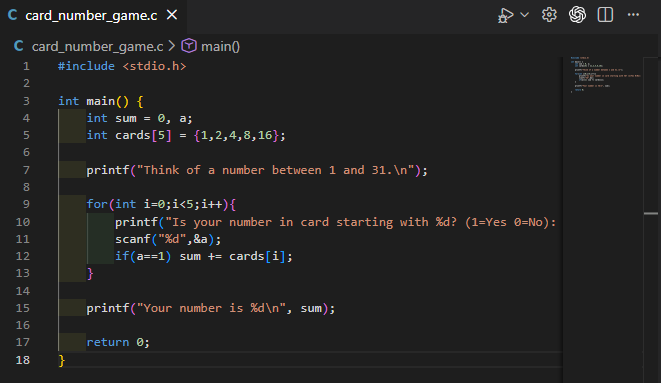 C card_number_game.c ×
C card_number_game.c > main()
1 #include <stdio.h>
2
3 int main() {
4     int sum = 0, a;
5     int cards[5] = {1,2,4,8,16};
6
7     printf("Think of a number between 1 and 31.\n");
8
9     for(int i=0;i<5;i++){
10         printf("Is your number in card starting with %d? (1=Yes 0=No):
11         scanf("%d",&a);
12         if(a==1) sum += cards[i];
13     }
14
15     printf("Your number is %d\n", sum);
16
17     return 0;
18 }